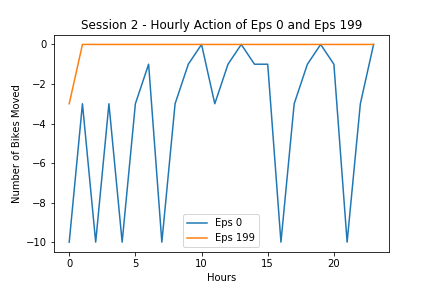 Session 2 - Hourly Action of Eps 0 and Eps 199
Number of Bikes Moved
0
−2
−4
−6
−8
−10
Eps 0
Eps 199
0 5 10 15 20
Hours